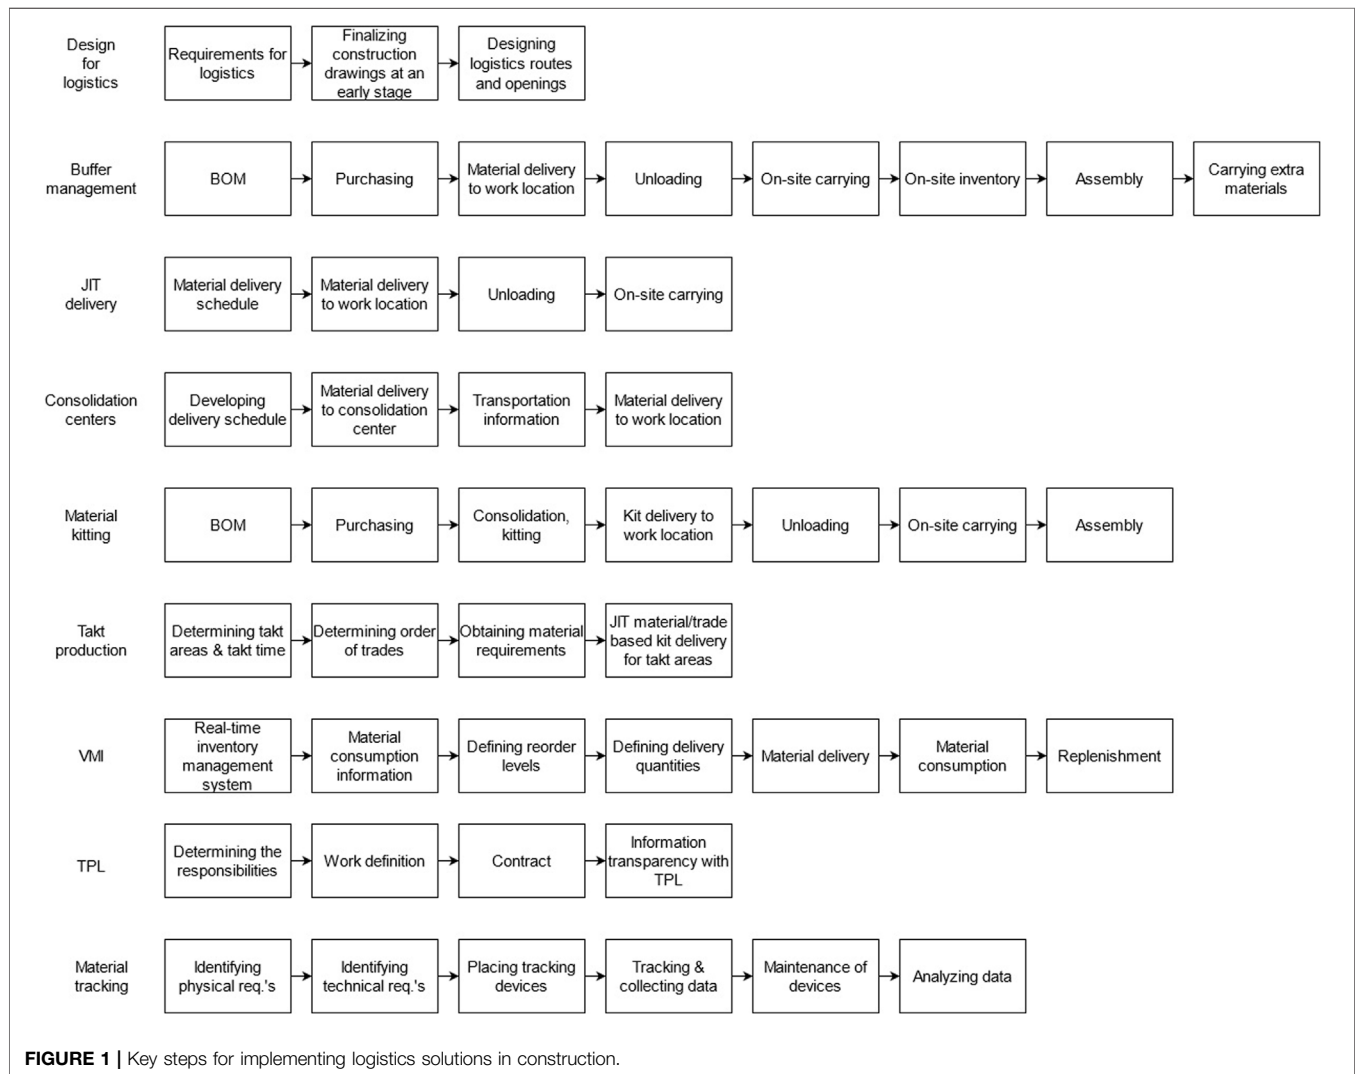 Design
for
logistics
Requirements for
logistics
Finalizing
construction
drawings at an
early stage
Designing
logistics routes
and openings
Buffer
management
BOM
Purchasing
Material delivery
to work location
Unloading
On-site carrying
On-site inventory
Assembly
Carrying extra
materials
JIT
delivery
Material delivery
schedule
Material delivery
to work location
Unloading
On-site carrying
Consolidation
centers
Developing
delivery schedule
Material delivery
to consolidation
center
Transportation
information
Material delivery
to work location
Material
kitting
BOM
Purchasing
Consolidation,
kitting
Kit delivery to
work location
Unloading
On-site carrying
Assembly
Takt
production
Determining takt
areas & takt time
Determining order
of trades
Obtaining material
requirements
JIT material/trade
based kit delivery
for takt areas
VMI
Real-time
inventory
management
system
Material
consumption
information
Defining reorder
levels
Defining delivery
quantities
Material delivery
Material
consumption
Replenishment
TPL
Determining the
responsibilities
Work definition
Contract
Information
transparency with
TPL
Material
tracking
Identifying
physical req.'s
Identifying
technical req.'s
Placing tracking
devices
Tracking &
collecting data
Maintenance of
devices
Analyzing data
FIGURE 1 | Key steps for implementing logistics solutions in construction.